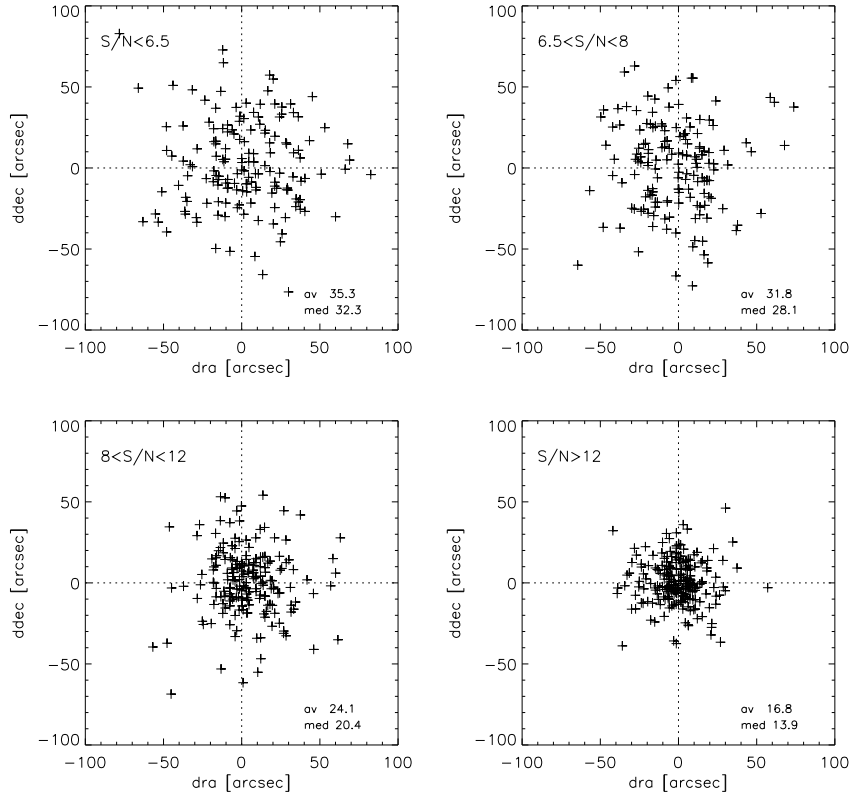 100
50
0
−50
−100
ddec [arcsec]
S/N<6.5
av 35.3
med 32.3
−100 −50 0 50 100
dra [arcsec]
100
50
0
−50
−100
ddec [arcsec]
6.5<S/N<8
av 31.8
med 28.1
−100 −50 0 50 100
dra [arcsec]
100
50
0
−50
−100
ddec [arcsec]
8<S/N<12
av 24.1
med 20.4
−100 −50 0 50 100
dra [arcsec]
100
50
0
−50
−100
ddec [arcsec]
S/N>12
av 16.8
med 13.9
−100 −50 0 50 100
dra [arcsec]